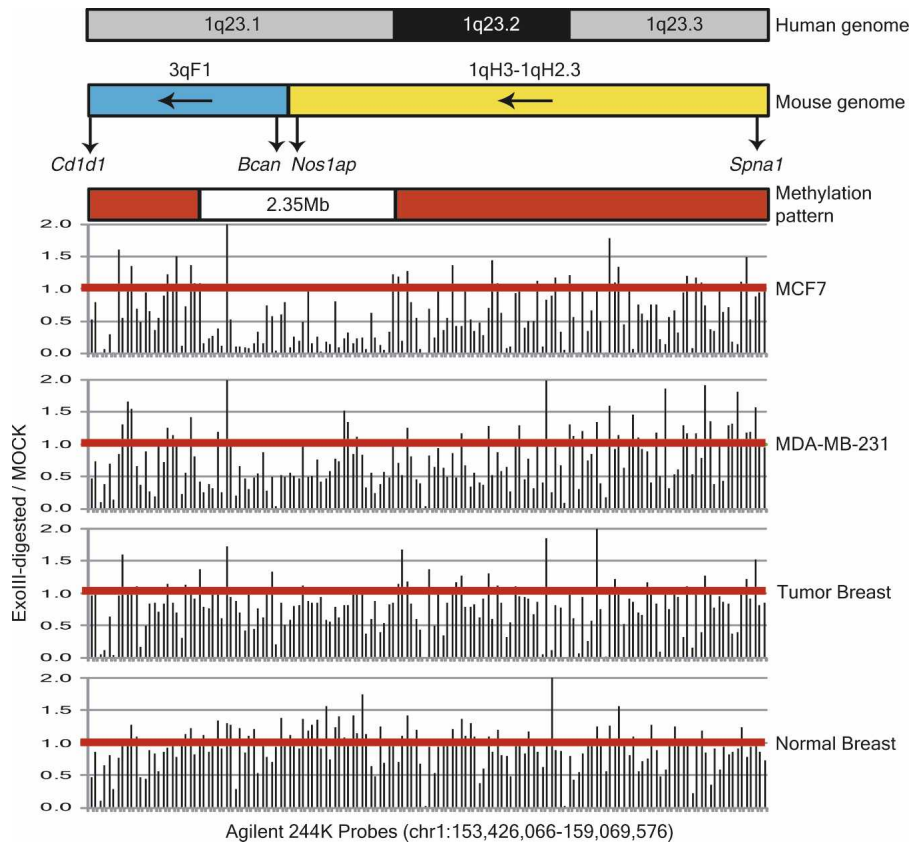 1q23.1 1q23.2 1q23.3 Human genome
3qF1 1qH3-1qH2.3
Mouse genome
Cd1d1 Bcan Nos1ap Spna1
2.35Mb Methylation pattern
2.0
1.5
1.0 MCF7
0.5
0.0
2.0
1.5
1.0 MDA-MB-231
0.5
0.0
2.0
1.5
1.0 Tumor Breast
0.5
0.0
2.0
1.5
1.0 Normal Breast
0.5
0.0
ExoIII-digested / MOCK
Agilent 244K Probes (chr1:153,426,066-159,069,576)